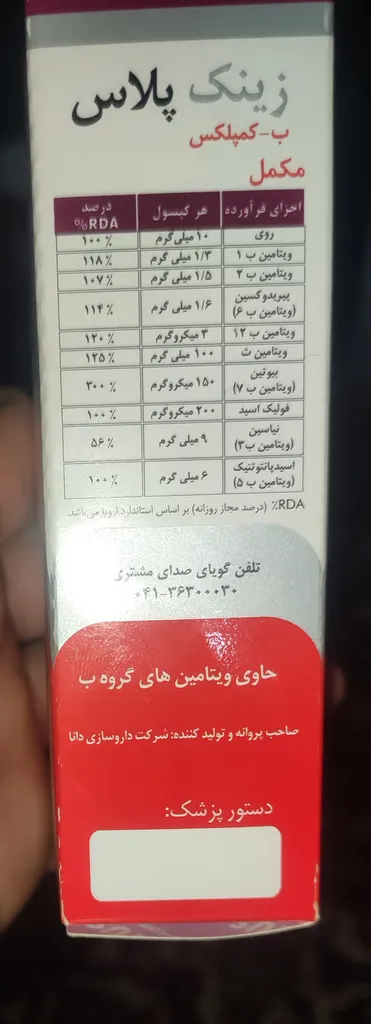 زینک پلاس
ب-کمپلکس
مکمل
اجزای فرآورده هر کپسول درصد RDA%
روی ۱۰ میلی گرم ۱۰۰ %
ویتامین ب ۱ ۱/۳ میلی گرم ۱۱۸ %
ویتامین ب ۲ ۱/۵ میلی گرم ۱۰۷ %
پیریدوکسین (ویتامین ب ۶) ۱/۶ میلی گرم ۱۱۴ %
ویتامین ب ۱۲ ۳ میکروگرم ۱۲۰ %
ویتامین ث ۱۰۰ میلی گرم ۱۲۵ %
بیوتین (ویتامین ب ۷) ۱۵۰ میکروگرم ۳۰۰ %
فولیک اسید ۲۰۰ میکروگرم ۱۰۰ %
نیاسین (ویتامین ب۳) ۹ میلی گرم ۵۶ %
اسیدپانتوتنیک (ویتامین ب ۵) ۶ میلی گرم ۱۰۰ %
RDA% (درصد مجاز روزانه) بر اساس استاندارد اروپا می‌باشد.
تلفن گویای صدای مشتری
۰۴۱-۳۶۳۰۰۰۳۰
حاوی ویتامین های گروه ب
صاحب پروانه و تولید کننده: شرکت داروسازی دانا
دستور پزشک: